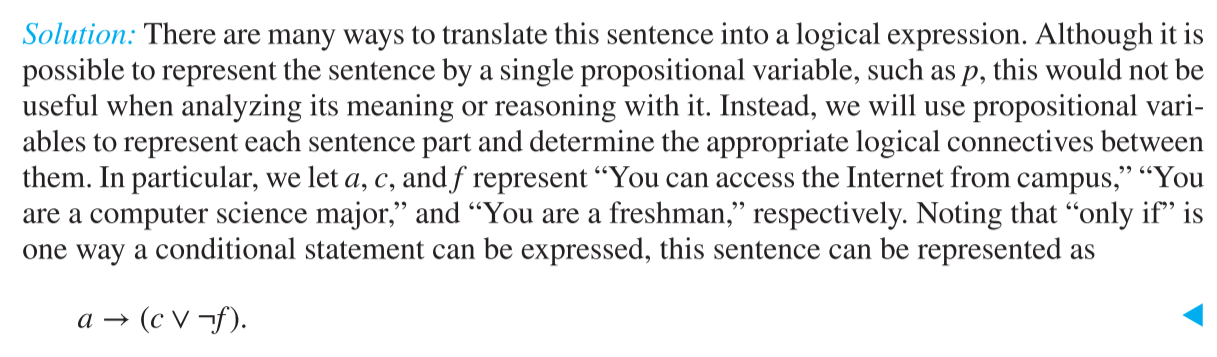 Solution: There are many ways to translate this sentence into a logical expression. Although it is
possible to represent the sentence by a single propositional variable, such as p, this would not be
useful when analyzing its meaning or reasoning with it. Instead, we will use propositional vari-
ables to represent each sentence part and determine the appropriate logical connectives between
them. In particular, we let a, c, and f represent “You can access the Internet from campus,” “You
are a computer science major,” and “You are a freshman,” respectively. Noting that “only if” is
one way a conditional statement can be expressed, this sentence can be represented as
a → (c ∨ ¬f).